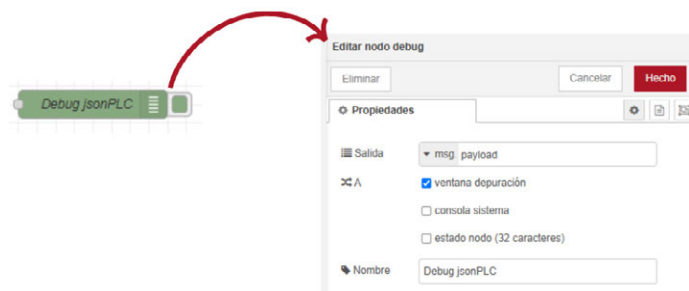 Editar nodo debug
Debug jsonPLC
Eliminar
Cancelar
Hecho
Propiedades
Salida
msg. payload
A
ventana depuración
consola sistema
estado nodo (32 caracteres)
Nombre
Debug jsonPLC